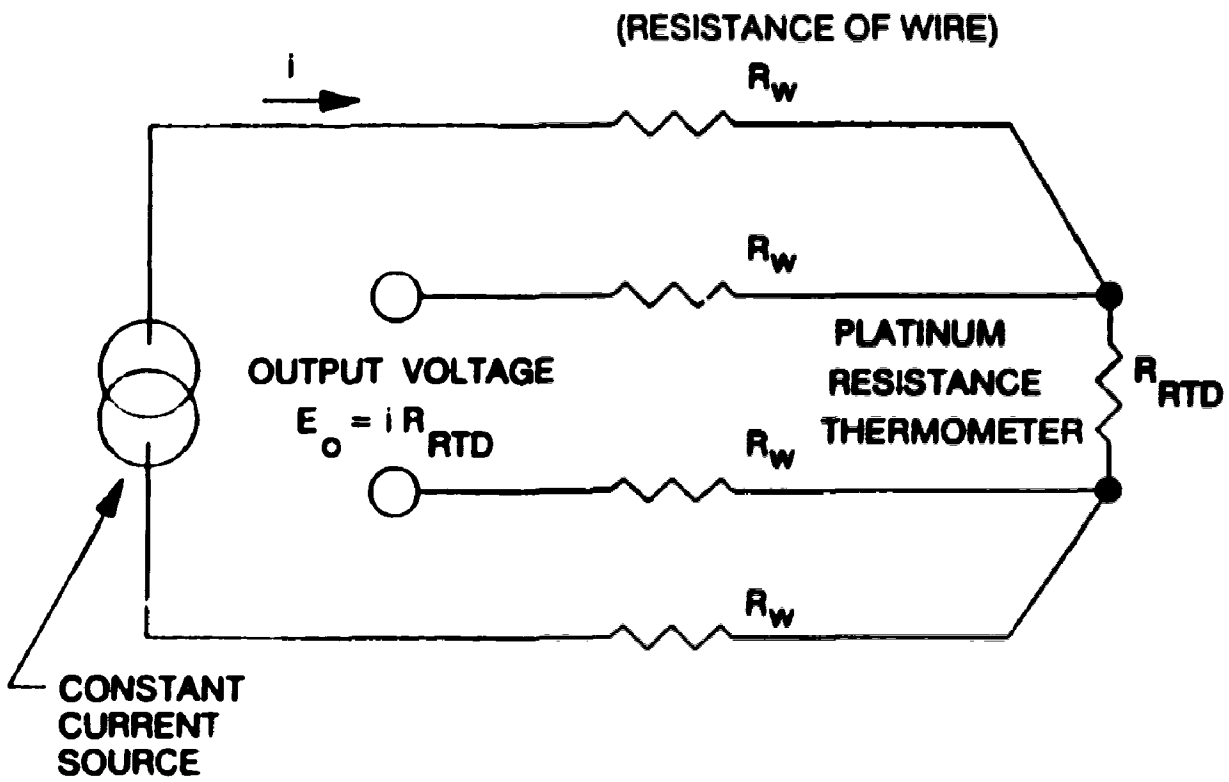 (RESISTANCE OF WIRE)
i
R_W
R_W
PLATINUM
RESISTANCE
THERMOMETER
R_RTD
OUTPUT VOLTAGE
E_o = i R_RTD
R_W
R_W
CONSTANT
CURRENT
SOURCE